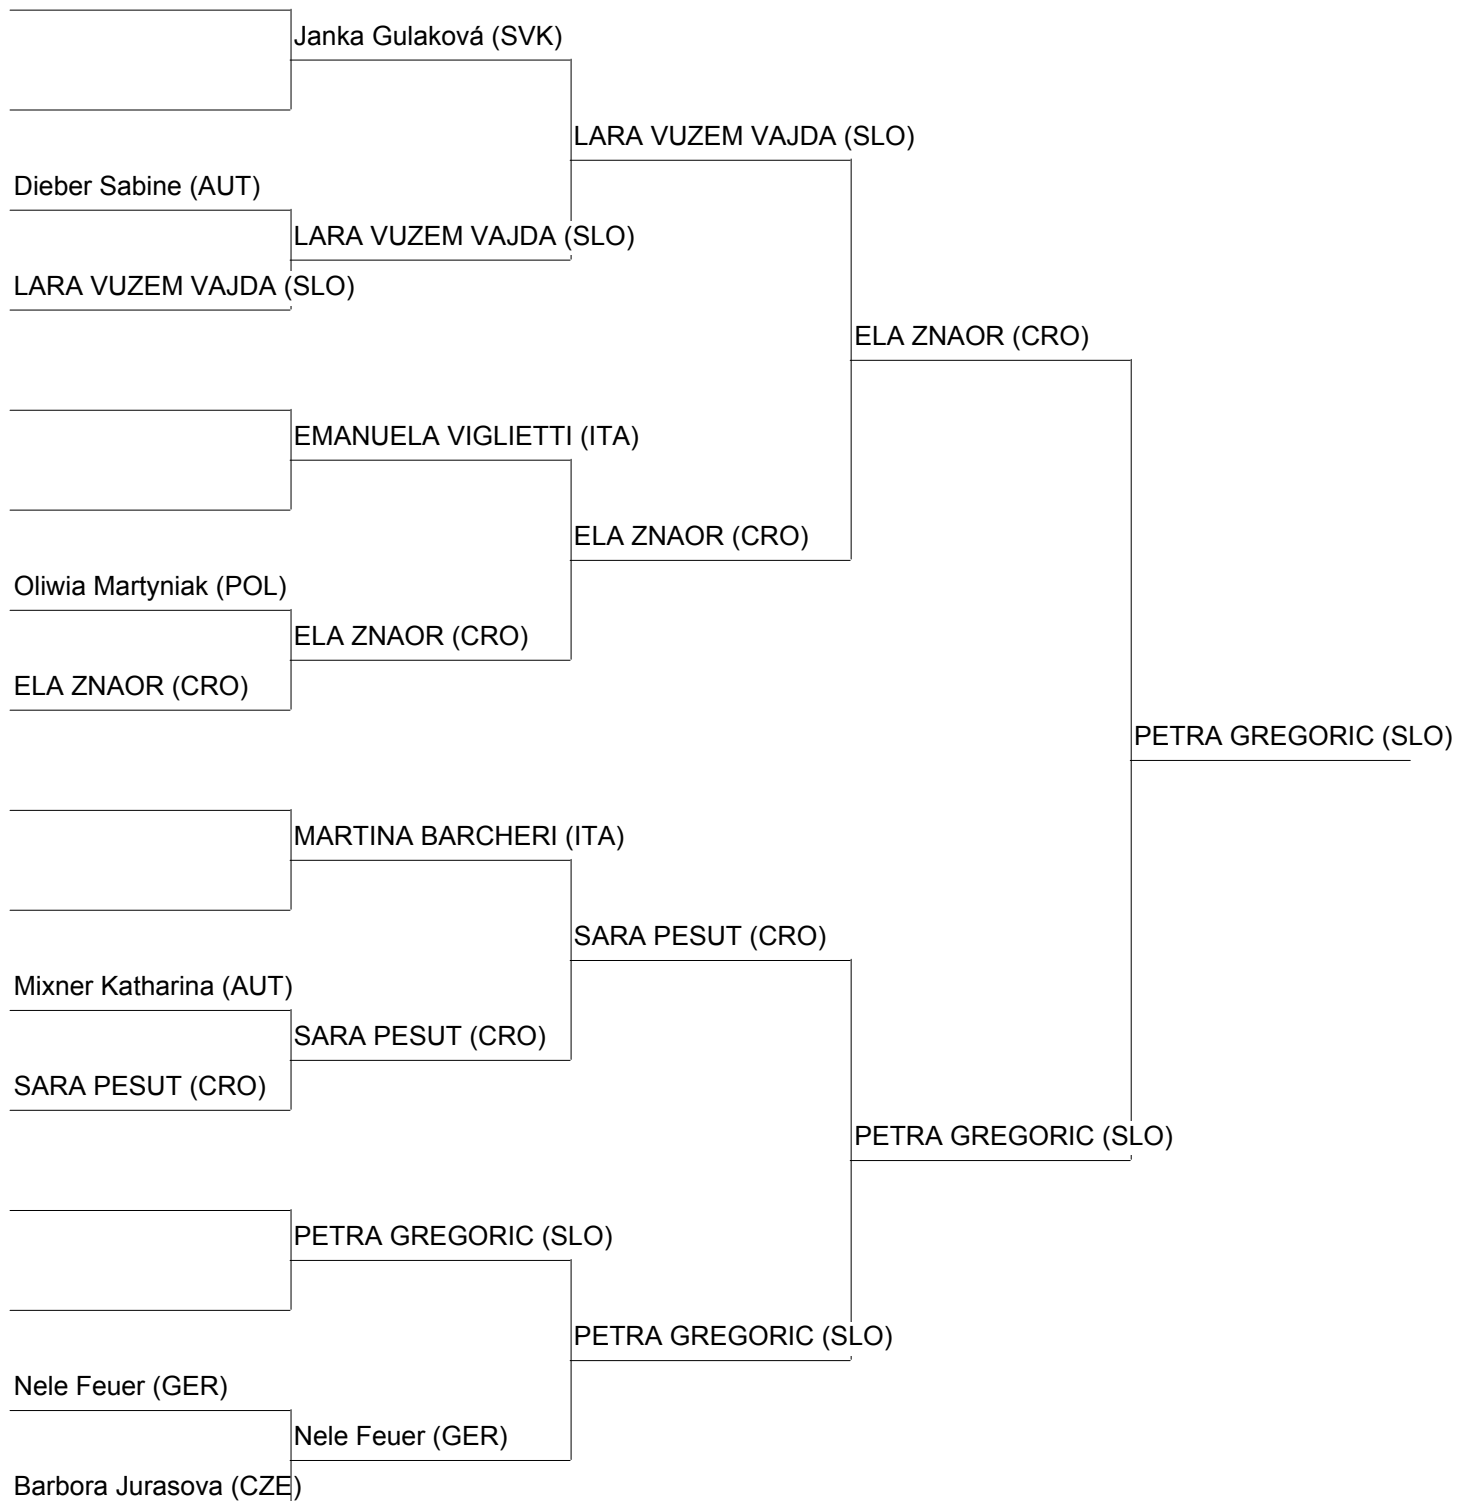 Janka Gulaková (SVK)
LARA VUZEM VAJDA (SLO)
Dieber Sabine (AUT)
LARA VUZEM VAJDA (SLO)
LARA VUZEM VAJDA (SLO)
ELA ZNAOR (CRO)
EMANUELA VIGLIETTI (ITA)
ELA ZNAOR (CRO)
Oliwia Martyniak (POL)
ELA ZNAOR (CRO)
ELA ZNAOR (CRO)
PETRA GREGORIC (SLO)
MARTINA BARCHERI (ITA)
SARA PESUT (CRO)
Mixner Katharina (AUT)
SARA PESUT (CRO)
SARA PESUT (CRO)
PETRA GREGORIC (SLO)
PETRA GREGORIC (SLO)
PETRA GREGORIC (SLO)
Nele Feuer (GER)
Nele Feuer (GER)
Barbora Jurasova (CZE)